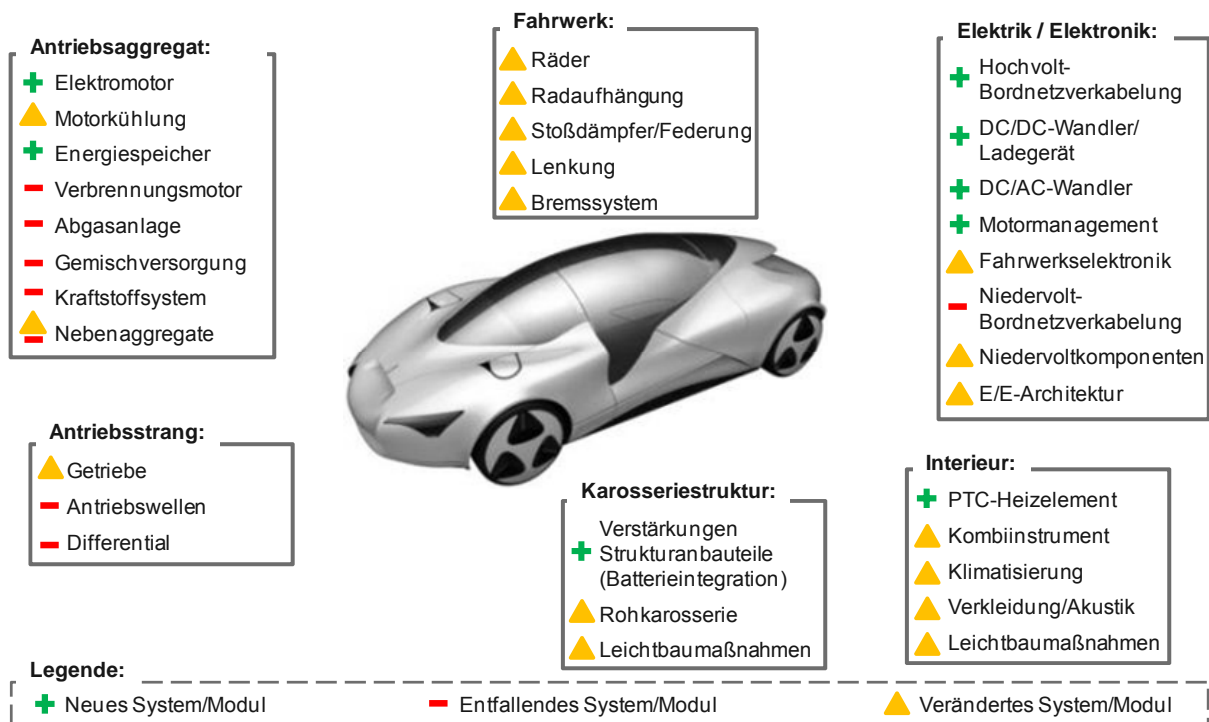 Antriebsaggregat:
Elektromotor
Motorkühlung
Energiespeicher
Verbrennungsmotor
Abgasanlage
Gemischversorgung
Kraftstoffsystem
Nebenaggregate
Fahrwerk:
Räder
Radaufhängung
Stoßdämpfer/Federung
Lenkung
Bremssystem
Elektrik / Elektronik:
Hochvolt-
Bordnetzverkabelung
DC/DC-Wandler/
Ladegerät
DC/AC-Wandler
Motormanagement
Fahrwerkselektronik
Niedervolt-
Bordnetzverkabelung
Niedervoltkomponenten
E/E-Architektur
Antriebsstrang:
Getriebe
Antriebswellen
Differential
Karosseriestruktur:
Verstärkungen
Strukturanbauteile
(Batterieintegration)
Rohkarosserie
Leichtbaumaßnahmen
Interieur:
PTC-Heizelement
Kombiinstrument
Klimatisierung
Verkleidung/Akustik
Leichtbaumaßnahmen
Legende:
Neues System/Modul
Entfallendes System/Modul
Verändertes System/Modul